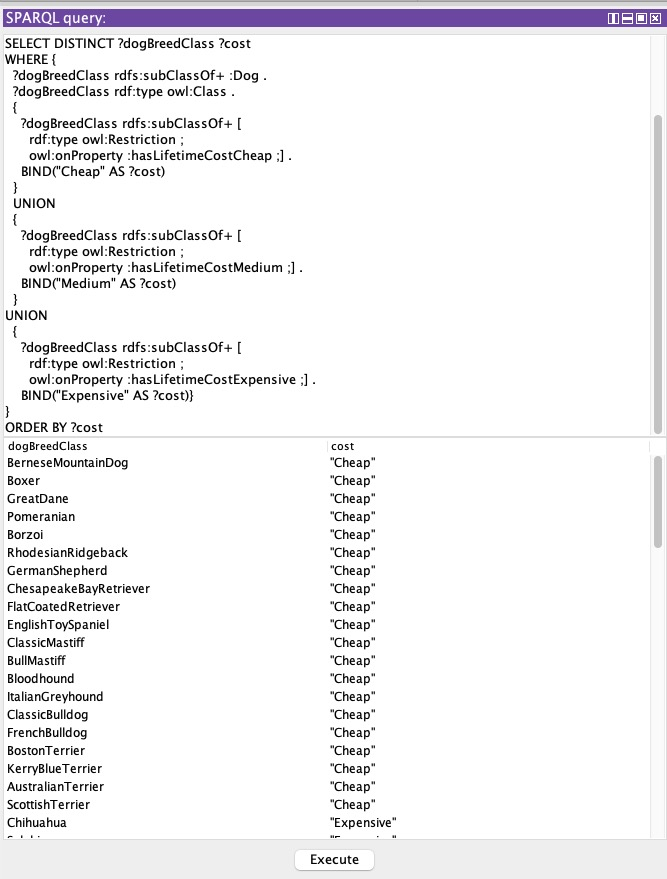 SPARQL query:
SELECT DISTINCT ?dogBreedClass ?cost
WHERE {
?dogBreedClass rdfs:subClassOf+ :Dog .
?dogBreedClass rdf:type owl:Class .
{
?dogBreedClass rdfs:subClassOf+ [
rdf:type owl:Restriction ;
owl:onProperty :hasLifetimeCostCheap ;] .
BIND("Cheap" AS ?cost)
}
UNION
{
?dogBreedClass rdfs:subClassOf+ [
rdf:type owl:Restriction ;
owl:onProperty :hasLifetimeCostMedium ;] .
BIND("Medium" AS ?cost)
}
UNION
{
?dogBreedClass rdfs:subClassOf+ [
rdf:type owl:Restriction ;
owl:onProperty :hasLifetimeCostExpensive ;] .
BIND("Expensive" AS ?cost)}
}
ORDER BY ?cost
dogBreedClass cost
BerneseMountainDog "Cheap"
Boxer "Cheap"
GreatDane "Cheap"
Pomeranian "Cheap"
Borzoi "Cheap"
RhodesianRidgeback "Cheap"
GermanShepherd "Cheap"
ChesapeakeBayRetriever "Cheap"
FlatCoatedRetriever "Cheap"
EnglishToySpaniel "Cheap"
ClassicMastiff "Cheap"
BullMastiff "Cheap"
Bloodhound "Cheap"
ItalianGreyhound "Cheap"
ClassicBulldog "Cheap"
FrenchBulldog "Cheap"
BostonTerrier "Cheap"
KerryBlueTerrier "Cheap"
AustralianTerrier "Cheap"
ScottishTerrier "Cheap"
Chihuahua "Expensive"
Execute